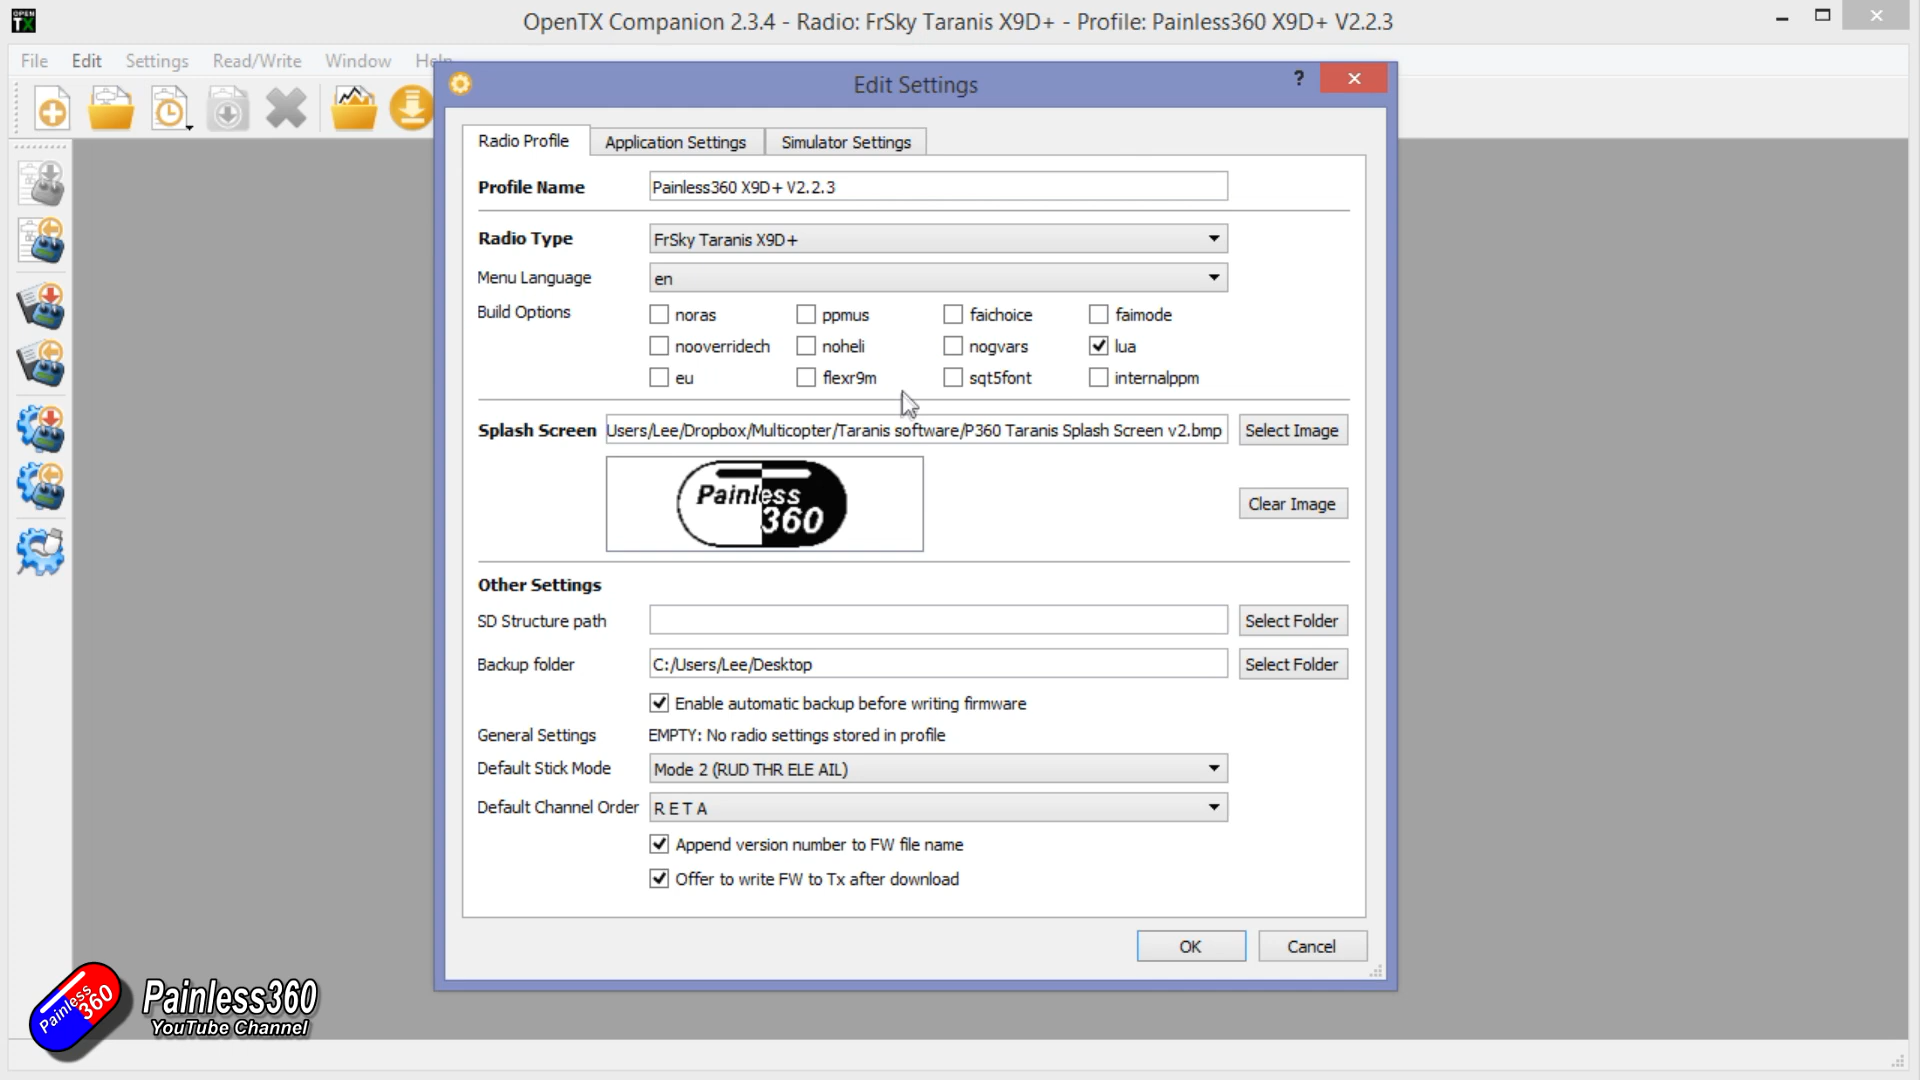 OPEN
TX
OpenTX Companion 2.3.4 - Radio: FrSky Taranis X9D+ - Profile: Painless360 X9D+ V2.2.3
File Edit Settings Read/Write Window Help
Edit Settings
?
Radio Profile Application Settings Simulator Settings
Profile Name Painless360 X9D+ V2.2.3
Radio Type FrSky Taranis X9D+
Menu Language en
Build Options noras ppmus faichoice faimode
nooverridech noheli nogvars lua
eu flexr9m sqt5font internalppm
Splash Screen Users/Lee/Dropbox/Multicopter/Taranis software/P360 Taranis Splash Screen v2.bmp Select Image
Painless
360
Clear Image
Other Settings
SD Structure path Select Folder
Backup folder C:/Users/Lee/Desktop Select Folder
Enable automatic backup before writing firmware
General Settings EMPTY: No radio settings stored in profile
Default Stick Mode Mode 2 (RUD THR ELE AIL)
Default Channel Order R E T A
Append version number to FW file name
Offer to write FW to Tx after download
OK Cancel
Painless
360
Painless360
YouTube Channel